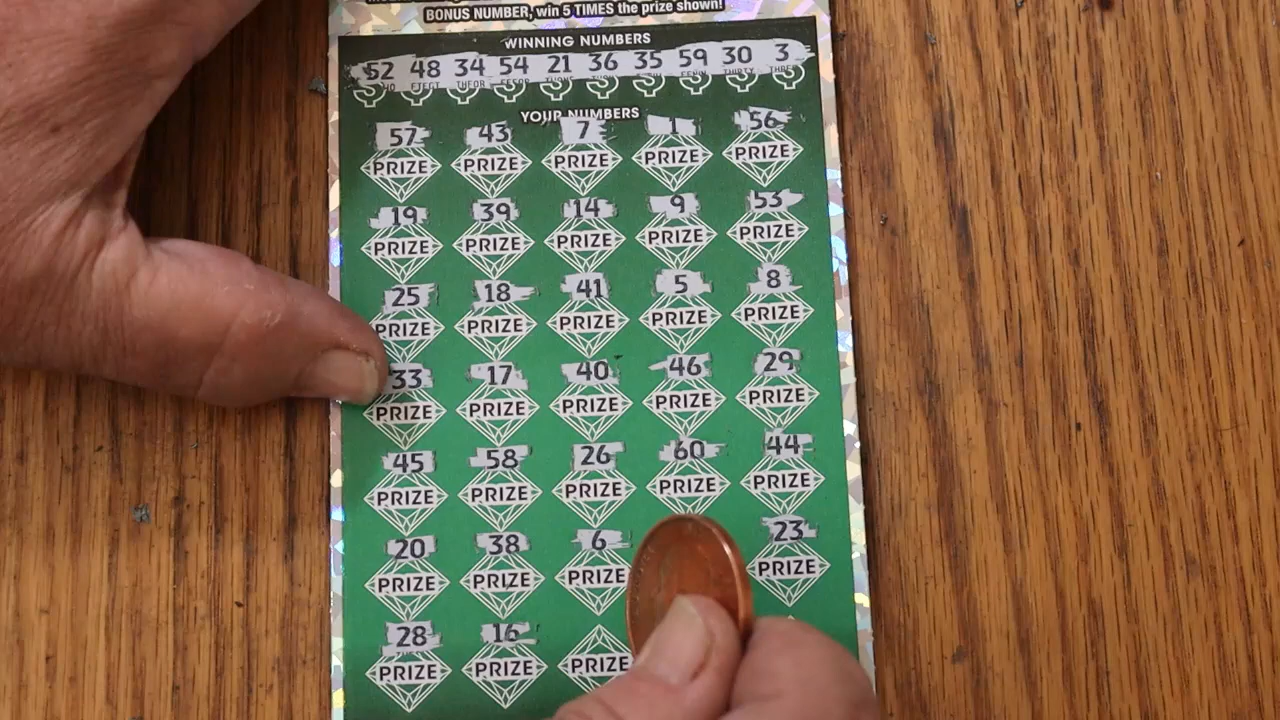 BONUS NUMBER, win 5 TIMES the prize shown!
WINNING NUMBERS
52 48 34 54 21 36 35 59 30 3
YOUR NUMBERS
57 43 7 1 56
PRIZE PRIZE PRIZE PRIZE PRIZE
19 39 14 9 53
PRIZE PRIZE PRIZE PRIZE PRIZE
25 18 41 5 8
PRIZE PRIZE PRIZE PRIZE PRIZE
33 17 40 46 29
PRIZE PRIZE PRIZE PRIZE PRIZE
45 58 26 60 44
PRIZE PRIZE PRIZE PRIZE PRIZE
20 38 6 23
PRIZE PRIZE PRIZE PRIZE
28 16
PRIZE PRIZE PRIZE